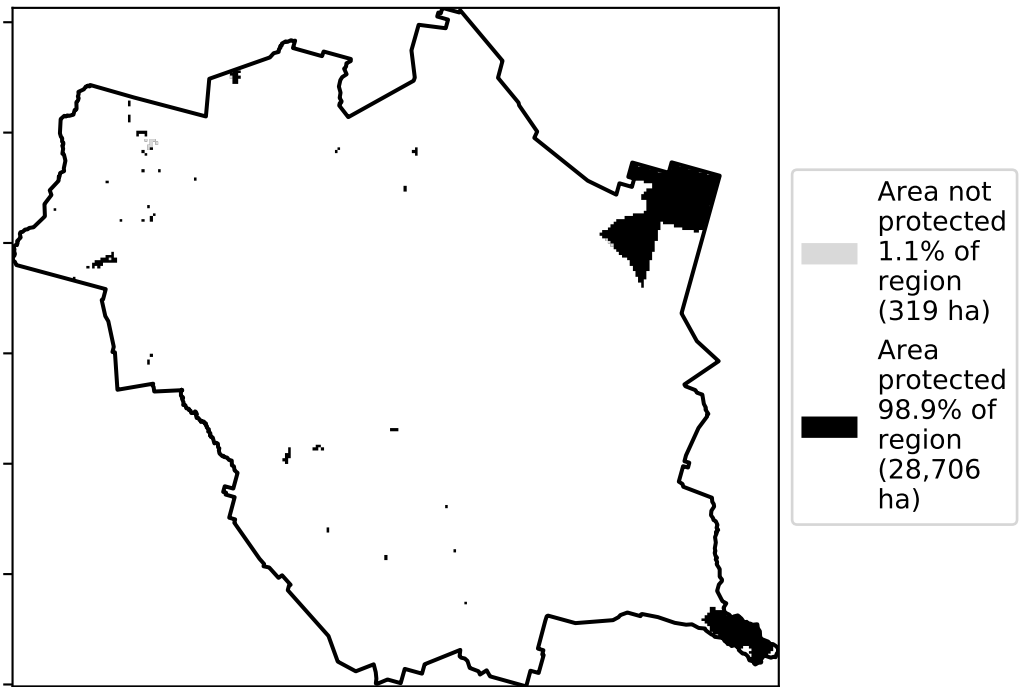 Area not
protected
1.1% of
region
(319 ha)
Area
protected
98.9% of
region
(28,706
ha)